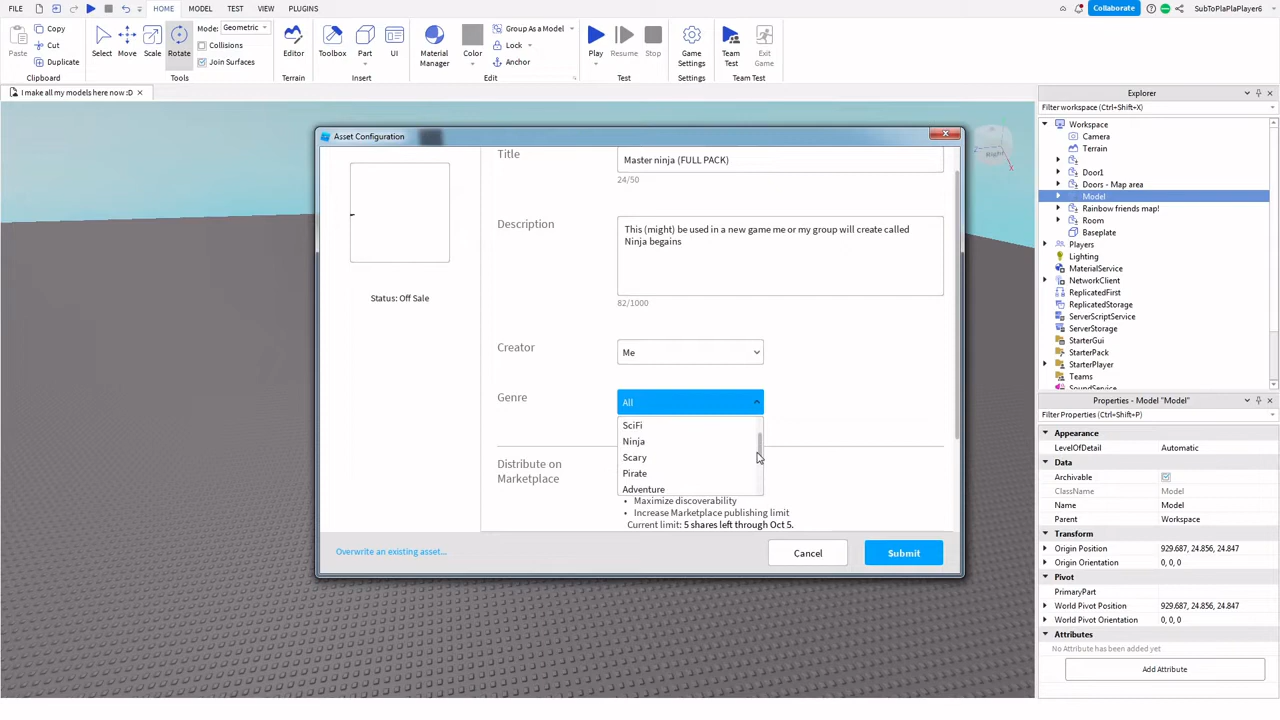 FILE HOME MODEL TEST VIEW PLUGINS Collaborate SubToPlaPlaPlayer6
Paste Copy Cut Duplicate Clipboard
Select Move Scale Rotate Mode: Geometric Collisions Join Surfaces Tools
Editor Terrain
Toolbox Part UI Insert
Material Manager Color Group As a Model Lock Anchor Edit
Play Resume Stop Test
Game Settings Settings
Team Test Exit Game Team Test
I make all my models here now :D
Asset Configuration
Status: Off Sale
Title
Master ninja (FULL PACK)
24/50
Description
This (might) be used in a new game me or my group will create called
Ninja begains
82/1000
Creator
Me
Genre
All
SciFi
Ninja
Scary
Pirate
Adventure
Distribute on
Marketplace
• Maximize discoverability
• Increase Marketplace publishing limit
Current limit: 5 shares left through Oct 5.
Overwrite an existing asset...
Cancel
Submit
Right
Explorer
Filter workspace (Ctrl+Shift+X)
Workspace
Camera
Terrain
Door1
Doors - Map area
Model
Rainbow friends map!
Room
Baseplate
Players
Lighting
MaterialService
NetworkClient
ReplicatedFirst
ReplicatedStorage
ServerScriptService
ServerStorage
StarterGui
StarterPack
StarterPlayer
Teams
SoundService
Properties - Model "Model"
Filter Properties (Ctrl+Shift+P)
Appearance
LevelOfDetail Automatic
Data
Archivable
ClassName Model
Name Model
Parent Workspace
Transform
Origin Position 929.687, 24.856, 24.847
Origin Orientation 0, 0, 0
Pivot
PrimaryPart
World Pivot Position 929.687, 24.856, 24.847
World Pivot Orientation 0, 0, 0
Attributes
No Attribute has been added yet
Add Attribute